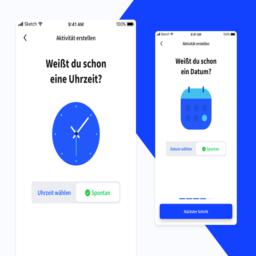 Sketch
9:41 AM
100%
Aktivität erstellen
Weißt du schon
eine Uhrzeit?
Uhrzeit wählen
Spontan
Sketch
9:41 AM
100%
Aktivität erstellen
Weißt du schon
ein Datum?
Datum wählen
Spontan
Nächster Schritt